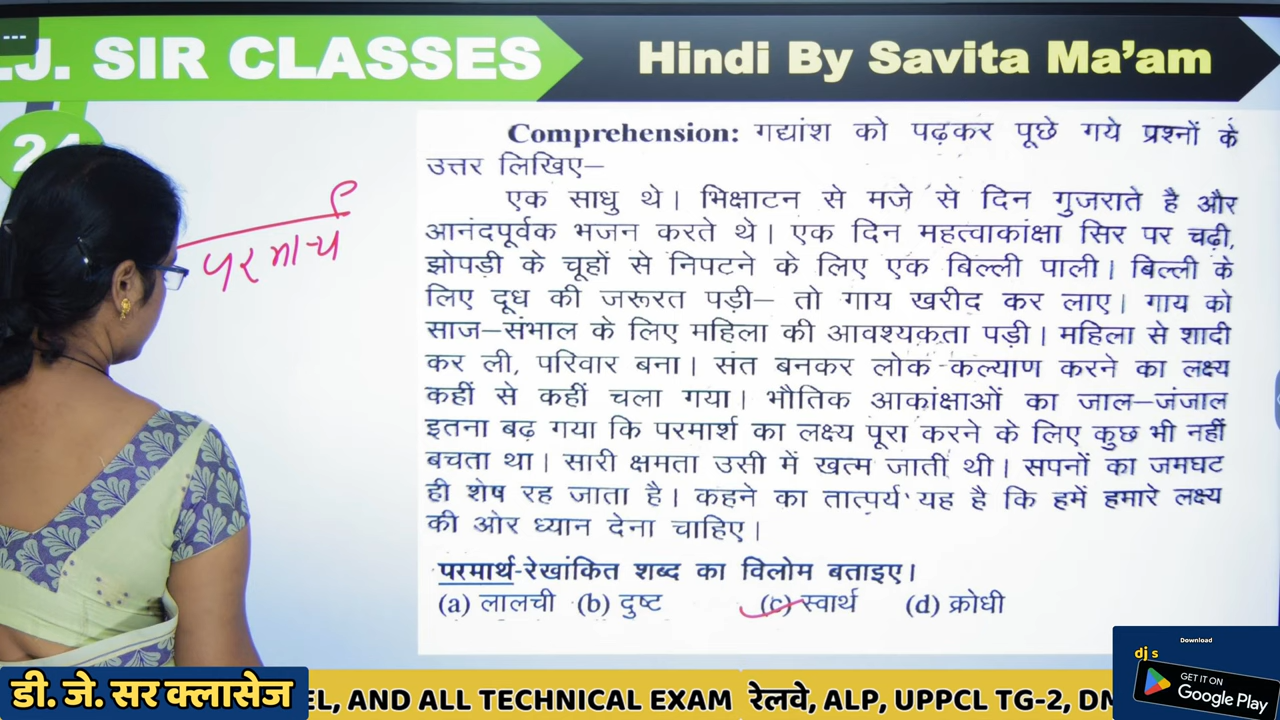 .J. SIR CLASSES
Hindi By Savita Ma’am
24
परमार्थ
Comprehension: गद्यांश को पढ़कर पूछे गये प्रश्नों के
उत्तर लिखिए–
एक साधु थे। भिक्षाटन से मजे से दिन गुजराते है और
आनंदपूर्वक भजन करते थे। एक दिन महत्वाकांक्षा सिर पर चढ़ी,
झोपड़ी के चूहों से निपटने के लिए एक बिल्ली पाली। बिल्ली के
लिए दूध की जरूरत पड़ी– तो गाय खरीद कर लाए। गाय को
साज–संभाल के लिए महिला की आवश्यकता पड़ी। महिला से शादी
कर ली, परिवार बना। संत बनकर लोक-कल्याण करने का लक्ष्य
कहीं से कहीं चला गया। भौतिक आकांक्षाओं का जाल–जंजाल
इतना बढ़ गया कि परमार्श का लक्ष्य पूरा करने के लिए कुछ भी नहीं
बचता था। सारी क्षमता उसी में खत्म जाती थी। सपनों का जमघट
ही शेष रह जाता है। कहने का तात्पर्य यह है कि हमें हमारे लक्ष्य
की ओर ध्यान देना चाहिए।
परमार्थ-रेखांकित शब्द का विलोम बताइए।
(a) लालची (b) दुष्ट (c) स्वार्थ (d) क्रोधी
Download
dj s
GET IT ON
Google Play
डी. जे. सर क्लासेज
EL, AND ALL TECHNICAL EXAM रेलवे, ALP, UPPCL TG-2, DM